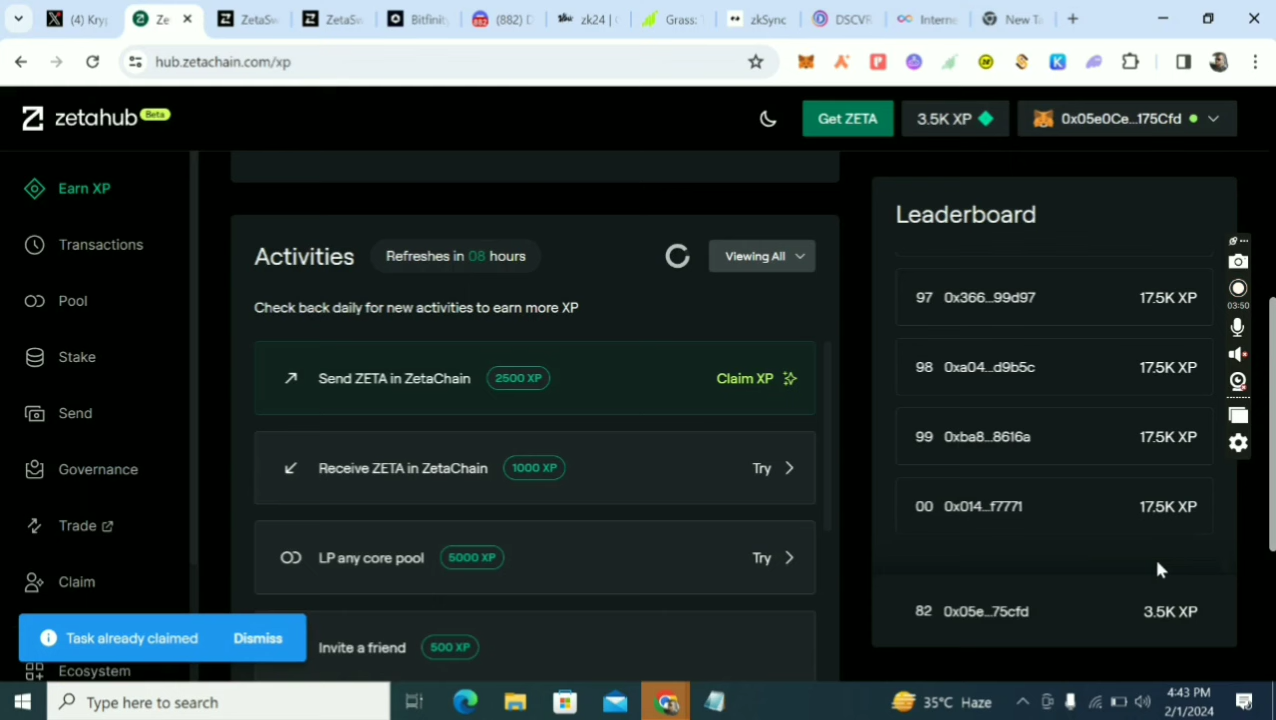 (4) Kryp
Ze
ZetaSw
ZetaSw
Bitfinity
(882) D
zk24 | (
Grass: T
zkSync
DSCVR
Interne
New Ta
hub.zetachain.com/xp
zetahub Beta
Get ZETA
3.5K XP
0x05e0Ce...175Cfd
Earn XP
Transactions
Pool
Stake
Send
Governance
Trade
Claim
Ecosystem
Activities
Refreshes in 08 hours
Viewing All
Check back daily for new activities to earn more XP
Send ZETA in ZetaChain 2500 XP Claim XP
Receive ZETA in ZetaChain 1000 XP Try
LP any core pool 5000 XP Try
Invite a friend 500 XP
Leaderboard
97 0x366...99d97 17.5K XP
98 0xa04...d9b5c 17.5K XP
99 0xba8...8616a 17.5K XP
00 0x014...f7771 17.5K XP
82 0x05e...75cfd 3.5K XP
03:50
Task already claimed Dismiss
Type here to search
35°C Haze
4:43 PM
2/1/2024